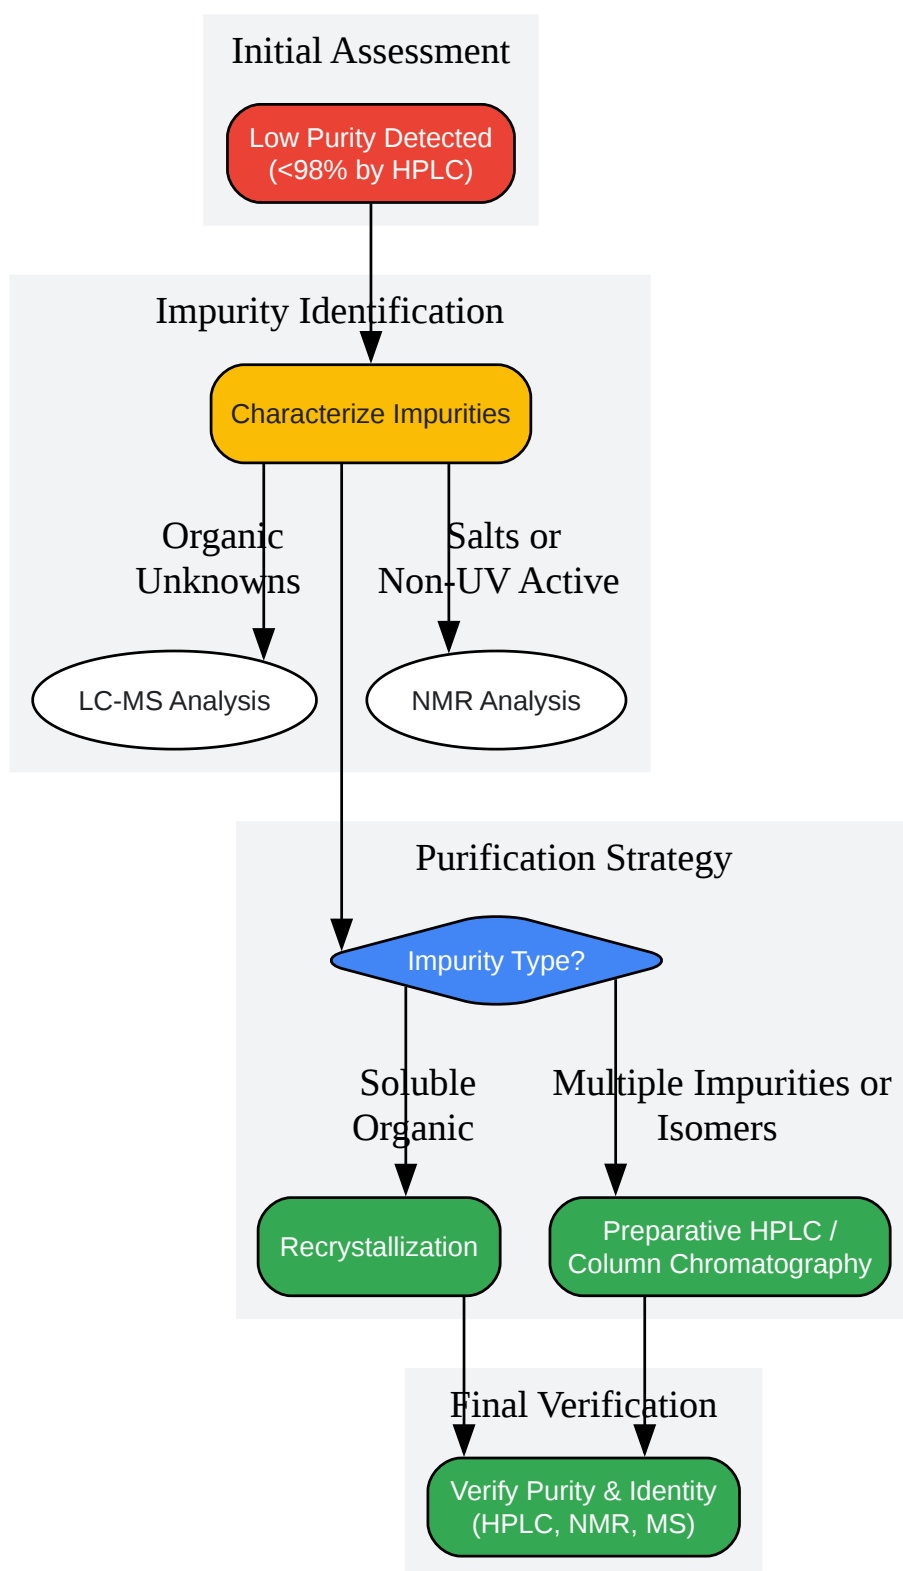 Initial Assessment
Low Purity Detected
(<98% by HPLC)
Impurity Identification
Characterize Impurities
Organic
Unknowns
Salts or
Non-UV Active
LC-MS Analysis
NMR Analysis
Purification Strategy
Impurity Type?
Soluble
Organic
Multiple Impurities or
Isomers
Recrystallization
Preparative HPLC /
Column Chromatography
Final Verification
Verify Purity & Identity
(HPLC, NMR, MS)